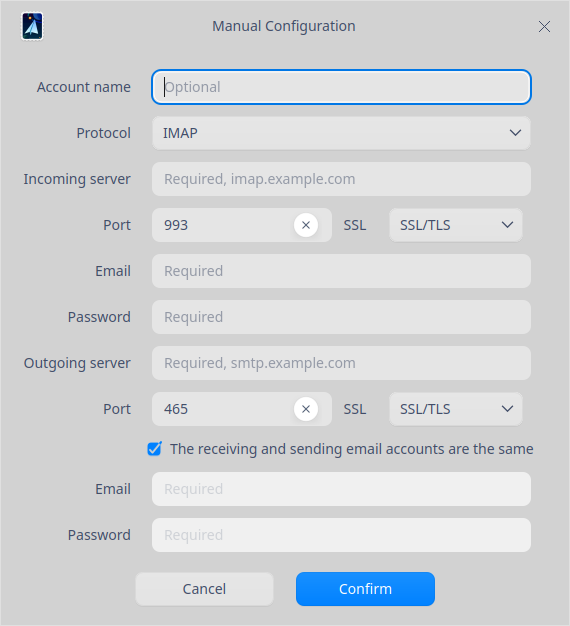 Manual Configuration
Account name Optional
Protocol IMAP
Incoming server Required, imap.example.com
Port 993 SSL SSL/TLS
Email Required
Password Required
Outgoing server Required, smtp.example.com
Port 465 SSL SSL/TLS
The receiving and sending email accounts are the same
Email Required
Password Required
Cancel Confirm